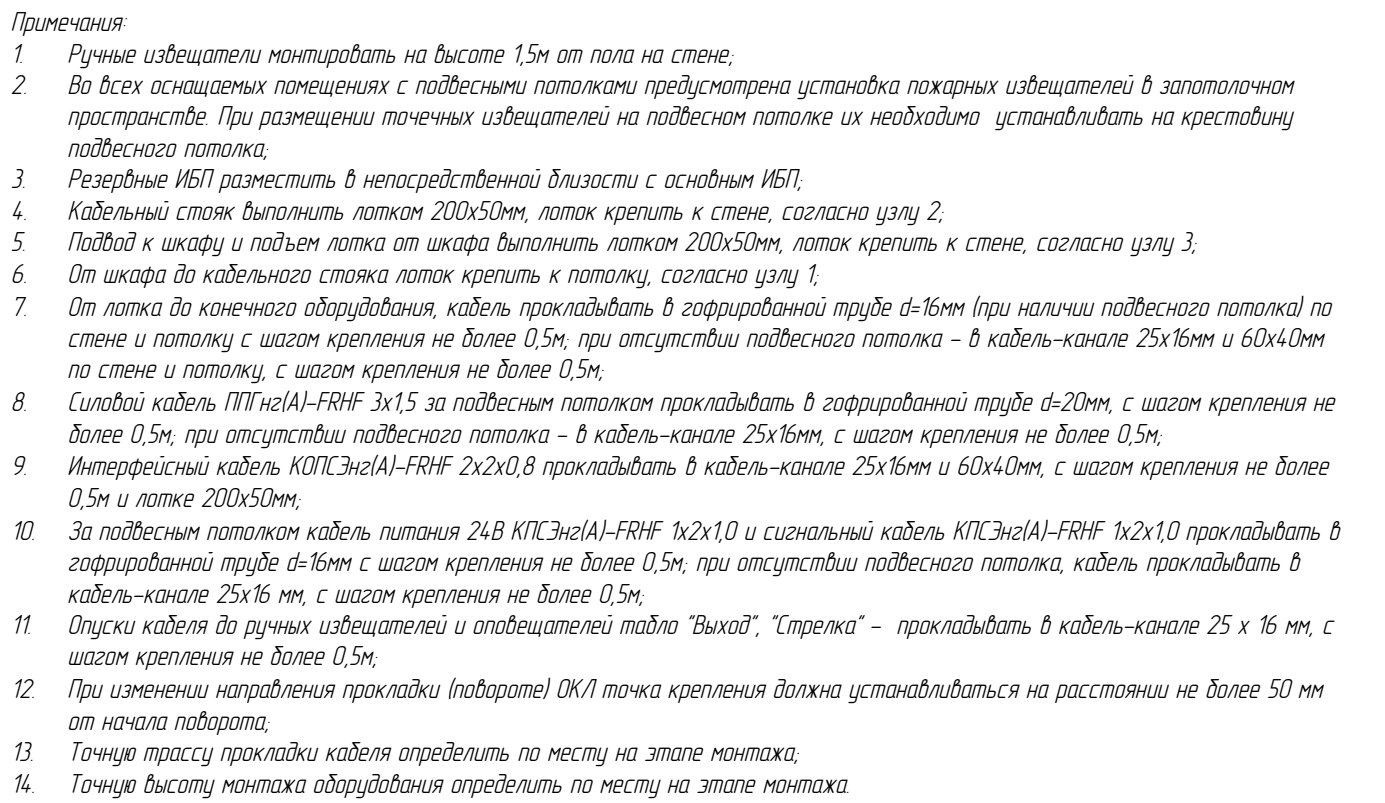 Примечания:
1. Ручные извещатели монтировать на высоте 1,5м от пола на стене;
2. Во всех оснащаемых помещениях с подвесными потолками предусмотрена установка пожарных извещателей в запотолочном
пространстве. При размещении точечных извещателей на подвесном потолке их необходимо устанавливать на крестовину
подвесного потолка;
3. Резервные ИБП разместить в непосредственной близости с основным ИБП;
4. Кабельный стояк выполнить лотком 200х50мм, лоток крепить к стене, согласно узлу 2;
5. Подвод к шкафу и подъем лотка от шкафа выполнить лотком 200х50мм, лоток крепить к стене, согласно узлу 3;
6. От шкафа до кабельного стояка лоток крепить к потолку, согласно узлу 1;
7. От лотка до конечного оборудования, кабель прокладывать в гофрированной трубе d=16мм (при наличии подвесного потолка) по
стене и потолку с шагом крепления не более 0,5м; при отсутствии подвесного потолка – в кабель-канале 25х16мм и 60х40мм
по стене и потолку, с шагом крепления не более 0,5м;
8. Силовой кабель ППГнг(А)-FRHF 3х1,5 за подвесным потолком прокладывать в гофрированной трубе d=20мм, с шагом крепления не
более 0,5м; при отсутствии подвесного потолка – в кабель-канале 25х16мм, с шагом крепления не более 0,5м;
9. Интерфейсный кабель КОПСЭнг(А)-FRHF 2х2х0,8 прокладывать в кабель-канале 25х16мм и 60х40мм, с шагом крепления не более
0,5м и лотке 200х50мм;
10. За подвесным потолком кабель питания 24В КПСЭнг(А)-FRHF 1х2х1,0 и сигнальный кабель КПСЭнг(А)-FRHF 1х2х1,0 прокладывать в
гофрированной трубе d=16мм с шагом крепления не более 0,5м; при отсутствии подвесного потолка, кабель прокладывать в
кабель-канале 25х16 мм, с шагом крепления не более 0,5м;
11. Опуски кабеля до ручных извещателей и оповещателей табло "Выход", "Стрелка" – прокладывать в кабель-канале 25 х 16 мм, с
шагом крепления не более 0,5м;
12. При изменении направления прокладки (повороте) ОКЛ точка крепления должна устанавливаться на расстоянии не более 50 мм
от начала поворота;
13. Точную трассу прокладки кабеля определить по месту на этапе монтажа;
14. Точную высоту монтажа оборудования определить по месту на этапе монтажа.